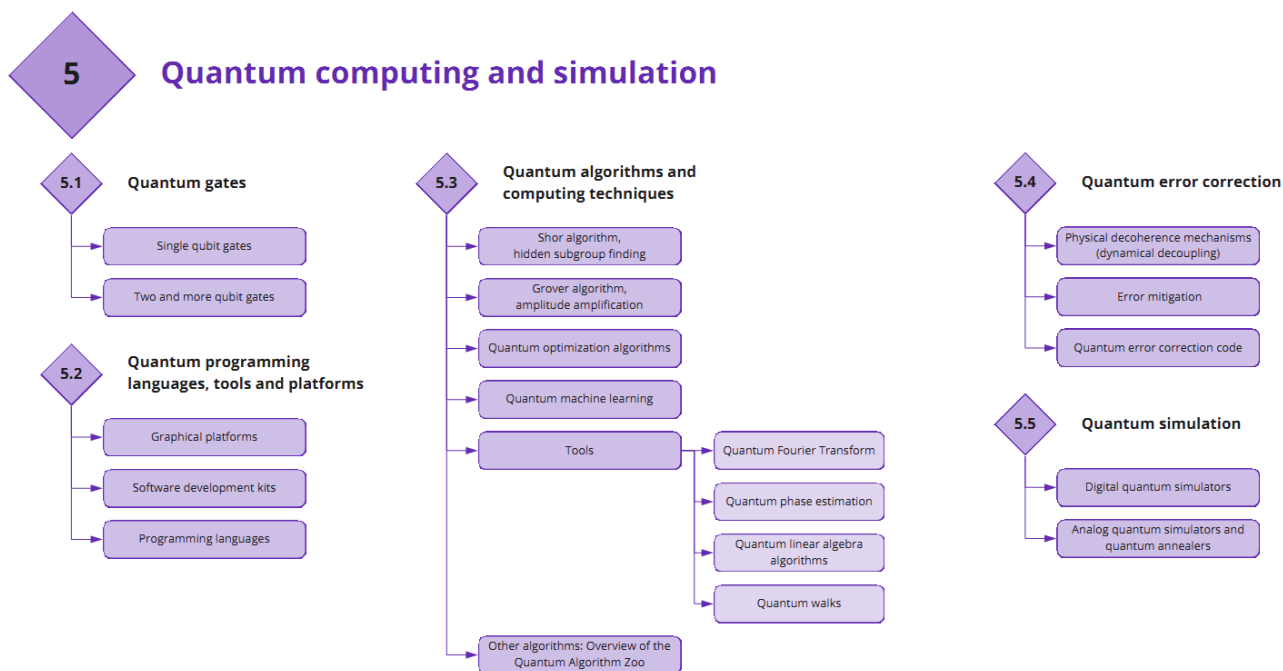 5
Quantum computing and simulation
5.1
Quantum gates
Single qubit gates
Two and more qubit gates
5.2
Quantum programming
languages, tools and platforms
Graphical platforms
Software development kits
Programming languages
5.3
Quantum algorithms and
computing techniques
Shor algorithm,
hidden subgroup finding
Grover algorithm,
amplitude amplification
Quantum optimization algorithms
Quantum machine learning
Tools
Quantum Fourier Transform
Quantum phase estimation
Quantum linear algebra
algorithms
Quantum walks
Other algorithms: Overview of the
Quantum Algorithm Zoo
5.4
Quantum error correction
Physical decoherence mechanisms
(dynamical decoupling)
Error mitigation
Quantum error correction code
5.5
Quantum simulation
Digital quantum simulators
Analog quantum simulators and
quantum annealers